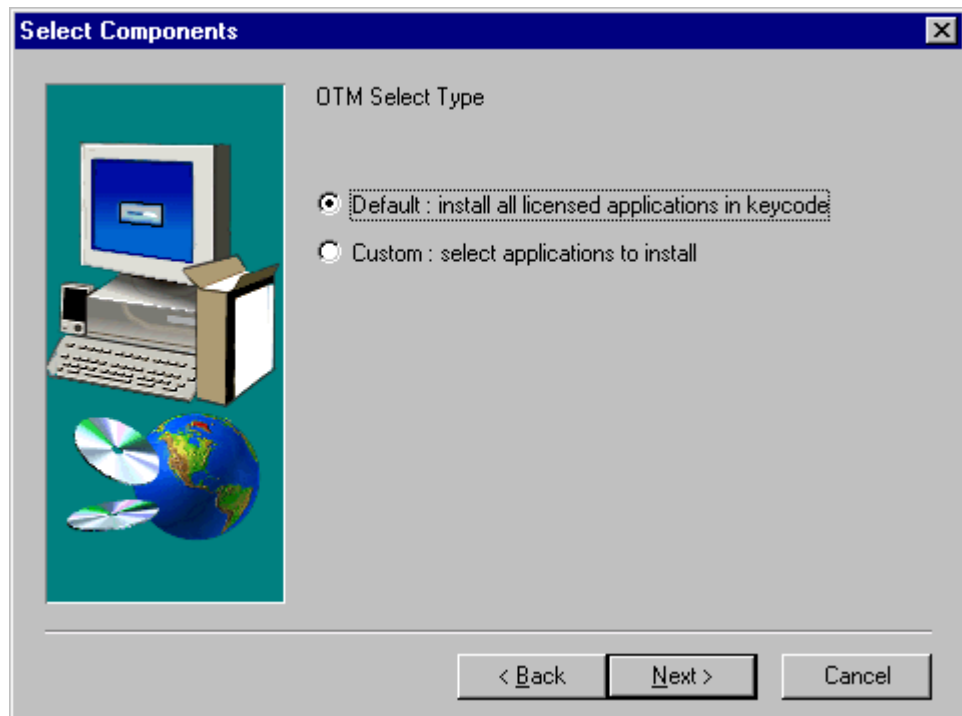 Select Components
OTM Select Type
Default : install all licensed applications in keycode
Custom : select applications to install
< Back
Next >
Cancel